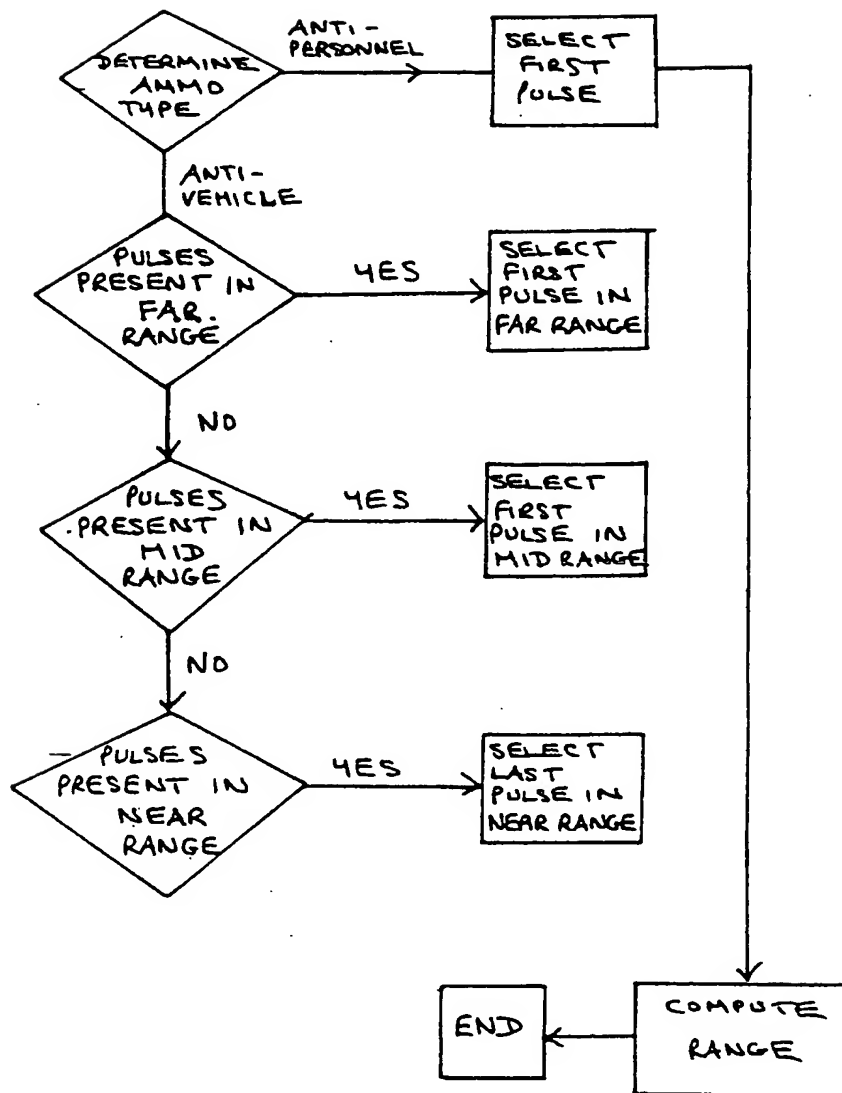 DETERMINE
AMMO
TYPE
ANTI-
PERSONNEL
SELECT
FIRST
PULSE
ANTI-
VEHICLE
PULSES
PRESENT IN
FAR.
RANGE
YES
SELECT
FIRST
PULSE IN
FAR RANGE
NO
PULSES
PRESENT IN
MID
RANGE
YES
SELECT
FIRST
PULSE IN
MID RANGE
NO
PULSES
PRESENT IN
NEAR
RANGE
YES
SELECT
LAST
PULSE IN
NEAR RANGE
END
COMPUTE
RANGE